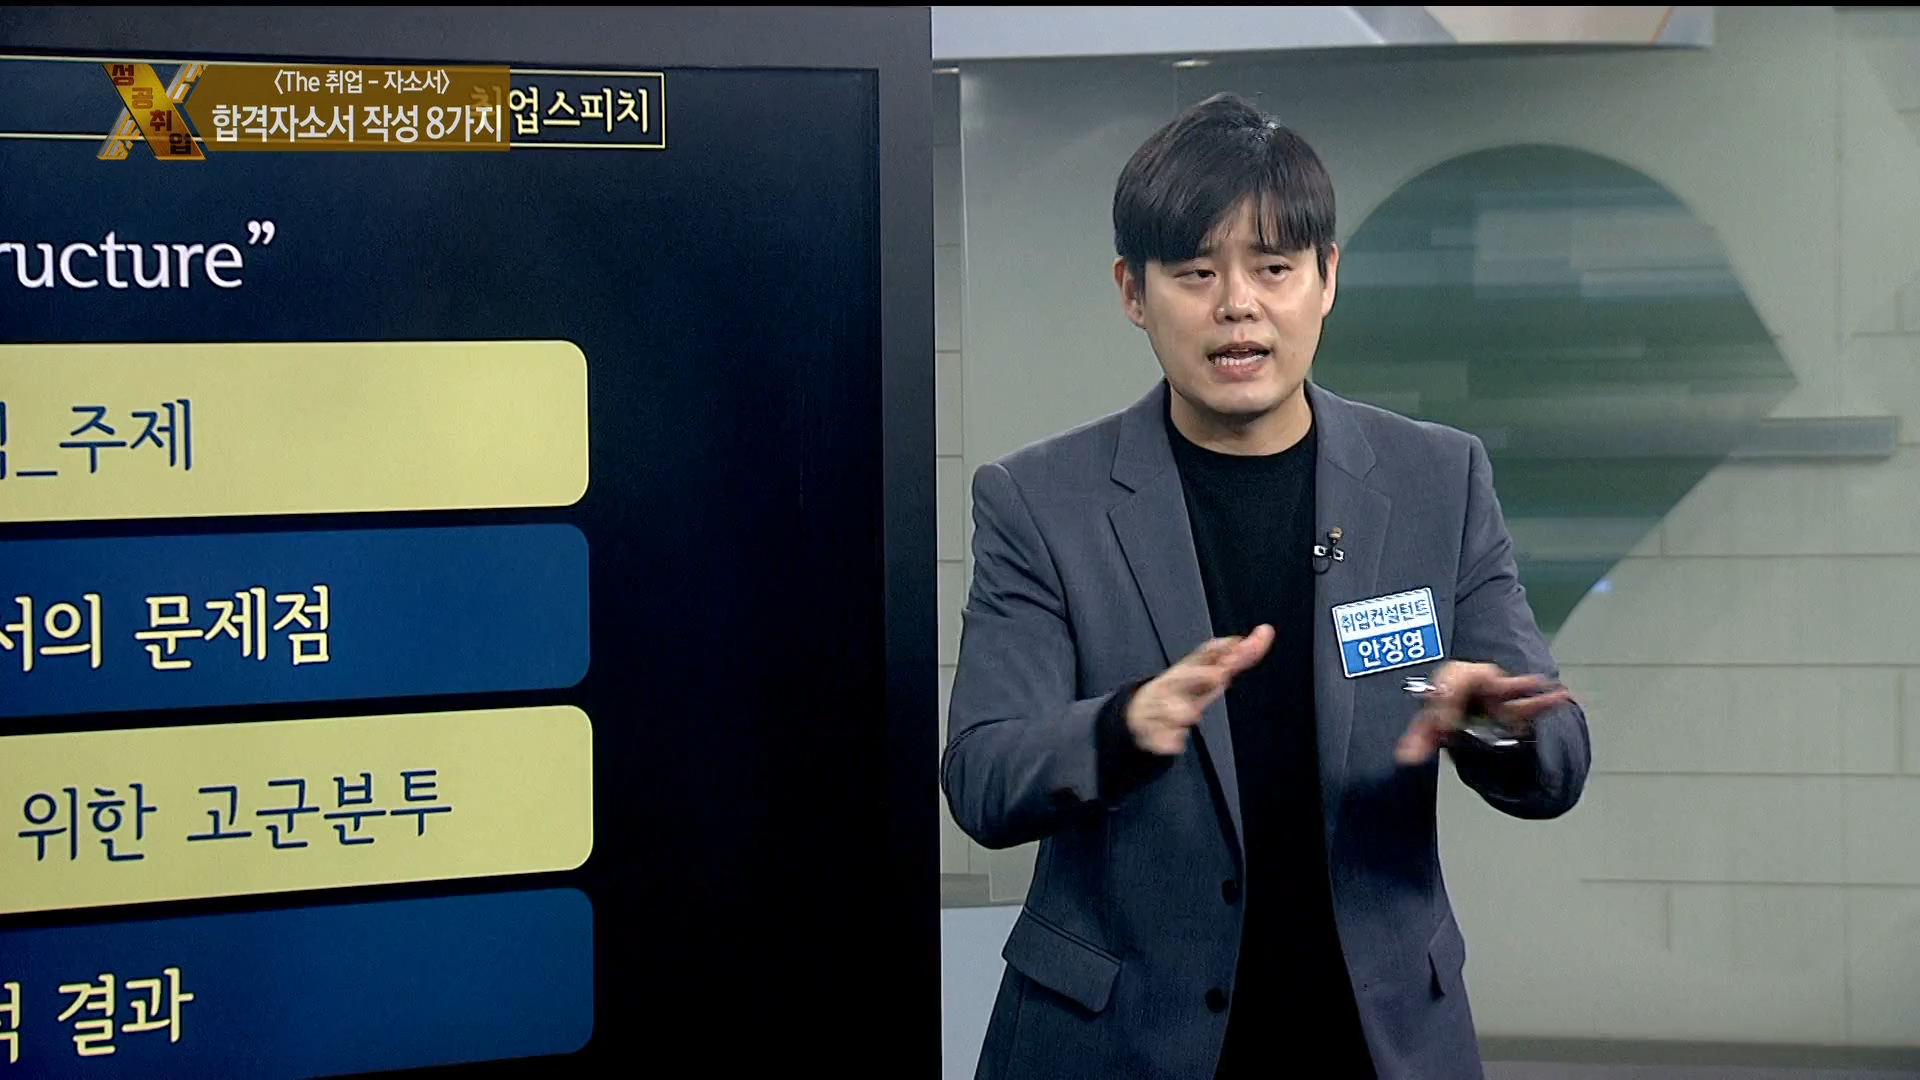 성공취업
〈The 취업 – 자소서〉
합격자소서 작성 8가지
취업스피치
ructure”
_주제
서의 문제점
위한 고군분투
적 결과
취업컨설턴트
안정영